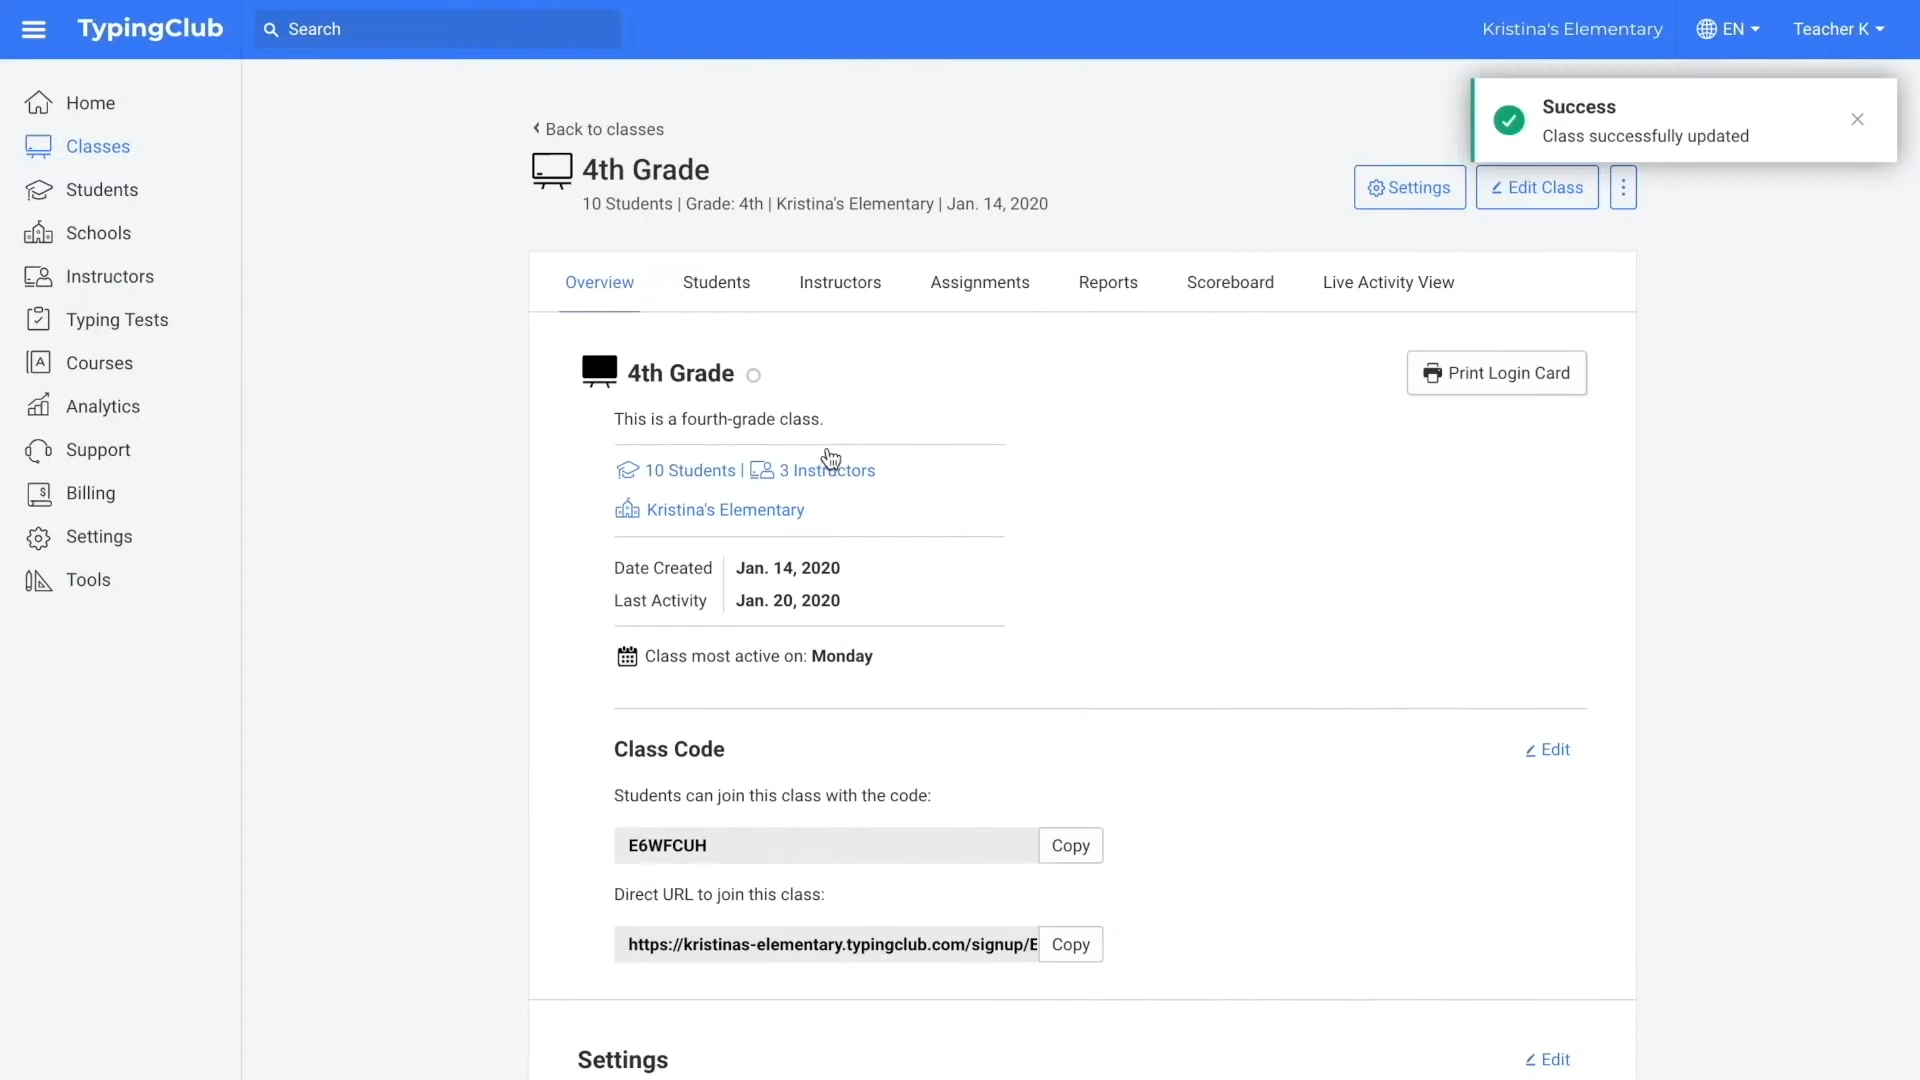 TypingClub
Search
Kristina's Elementary
EN
Teacher K
Home
Classes
Students
Schools
Instructors
Typing Tests
Courses
Analytics
Support
Billing
Settings
Tools
Success
Class successfully updated
Back to classes
4th Grade
10 Students | Grade: 4th | Kristina's Elementary | Jan. 14, 2020
Settings
Edit Class
Overview
Students
Instructors
Assignments
Reports
Scoreboard
Live Activity View
4th Grade
Print Login Card
This is a fourth-grade class.
10 Students | 3 Instructors
Kristina's Elementary
Date Created Jan. 14, 2020
Last Activity Jan. 20, 2020
Class most active on: Monday
Class Code
Edit
Students can join this class with the code:
E6WFCUH
Copy
Direct URL to join this class:
https://kristinas-elementary.typingclub.com/signup/E
Copy
Settings
Edit